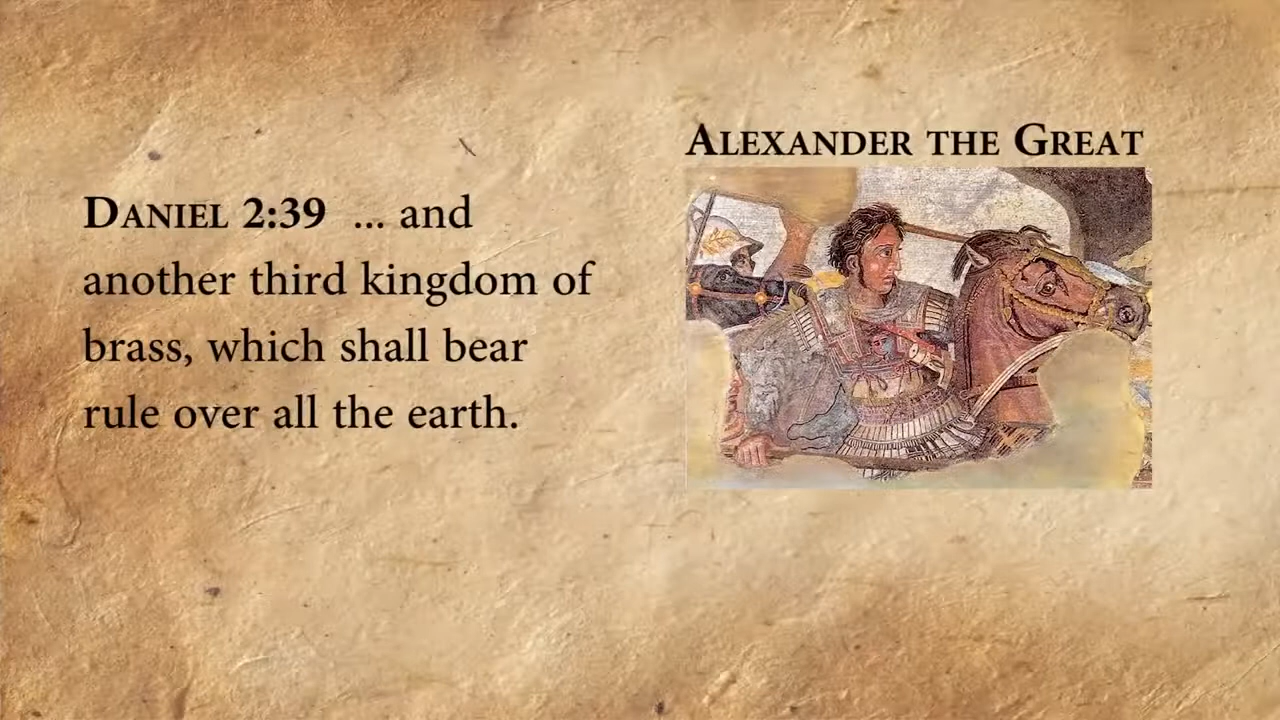 DANIEL 2:39 ... and
another third kingdom of
brass, which shall bear
rule over all the earth.
ALEXANDER THE GREAT